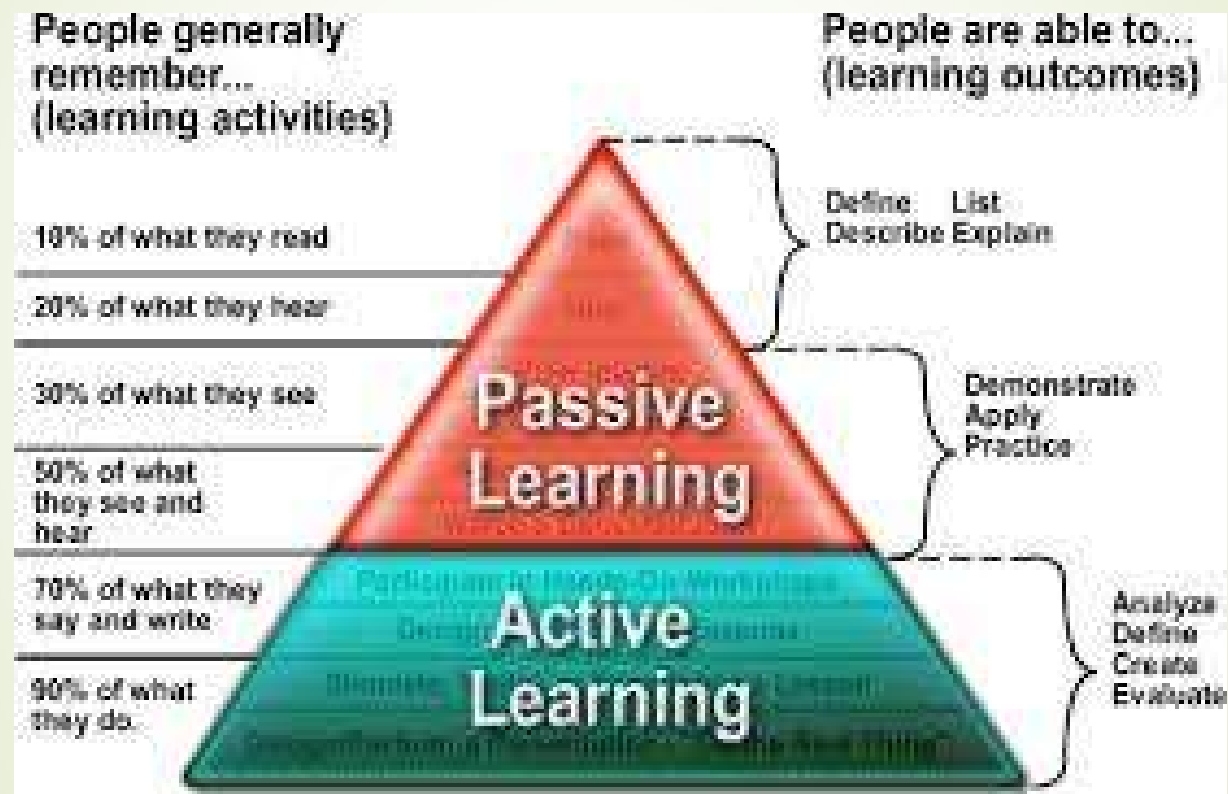 People generally
remember...
(learning activities)
People are able to...
(learning outcomes)
10% of what they read
20% of what they hear
30% of what they see
50% of what
they see and
hear
70% of what they
say and write
90% of what
they do.
Passive
Learning
Active
Learning
Define List
Describe Explain
Demonstrate
Apply
Practice
Analyze
Define
Create
Evaluate